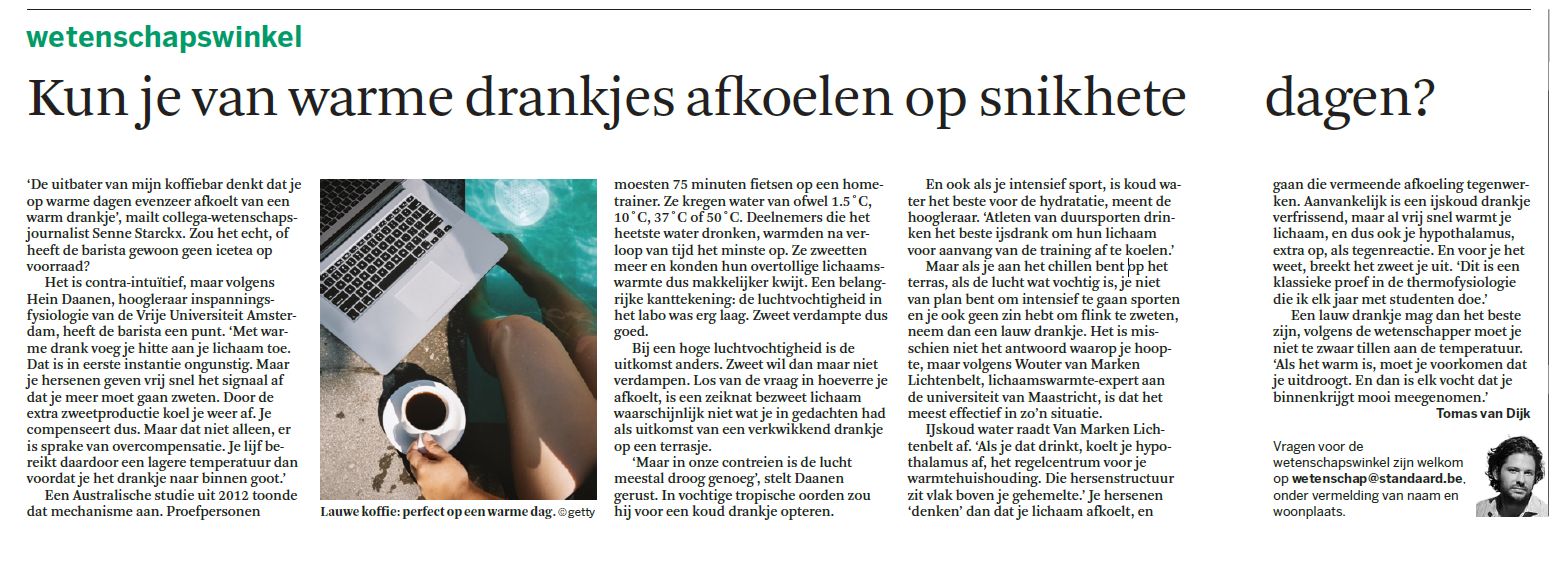 wetenschapswinkel
Kun je van warme drankjes afkoelen op snikhete dagen?
‘De uitbater van mijn koffiebar denkt dat je
op warme dagen evenzeer afkoelt van een
warm drankje’, mailt collega-wetenschaps-
journalist Senne Starckx. Zou het echt, of
heeft de barista gewoon geen icetea op
voorraad?
Het is contra-intuïtief, maar volgens
Hein Daanen, hoogleraar inspannings-
fysiologie van de Vrije Universiteit Amster-
dam, heeft de barista een punt. ‘Met war-
me drank voeg je hitte aan je lichaam toe.
Dat is in eerste instantie ongunstig. Maar
je hersenen geven vrij snel het signaal af
dat je meer moet gaan zweten. Door de
extra zweetproductie koel je weer af. Je
compenseert dus. Maar dat niet alleen, er
is sprake van overcompensatie. Je lijf be-
reikt daardoor een lagere temperatuur dan
voordat je het drankje naar binnen goot.’
Een Australische studie uit 2012 toonde
dat mechanisme aan. Proefpersonen
Lauwe koffie: perfect op een warme dag. ©getty
moesten 75 minuten fietsen op een home-
trainer. Ze kregen water van ofwel 1.5˚C,
10˚C, 37˚C of 50˚C. Deelnemers die het
heetste water dronken, warmden na ver-
loop van tijd het minste op. Ze zweetten
meer en konden hun overtollige lichaams-
warmte dus makkelijker kwijt. Een belang-
rijke kanttekening: de luchtvochtigheid in
het labo was erg laag. Zweet verdampte dus
goed.
Bij een hoge luchtvochtigheid is de
uitkomst anders. Zweet wil dan maar niet
verdampen. Los van de vraag in hoeverre je
afkoelt, is een zeiknat bezweet lichaam
waarschijnlijk niet wat je in gedachten had
als uitkomst van een verkwikkend drankje
op een terrasje.
‘Maar in onze contreien is de lucht
meestal droog genoeg’, stelt Daanen
gerust. In vochtige tropische oorden zou
hij voor een koud drankje opteren.
En ook als je intensief sport, is koud wa-
ter het beste voor de hydratatie, meent de
hoogleraar. ‘Atleten van duursporten drin-
ken het beste ijsdrank om hun lichaam
voor aanvang van de training af te koelen.’
Maar als je aan het chillen bent op het
terras, als de lucht wat vochtig is, je niet
van plan bent om intensief te gaan sporten
en je ook geen zin hebt om flink te zweten,
neem dan een lauw drankje. Het is mis-
schien niet het antwoord waarop je hoop-
te, maar volgens Wouter van Marken
Lichtenbelt, lichaamswarmte-expert aan
de universiteit van Maastricht, is dat het
meest effectief in zo’n situatie.
IJskoud water raadt Van Marken Lich-
tenbelt af. ‘Als je dat drinkt, koelt je hypo-
thalamus af, het regelcentrum voor je
warmtehuishouding. Die hersenstructuur
zit vlak boven je gehemelte.’ Je hersenen
‘denken’ dan dat je lichaam afkoelt, en
gaan die vermeende afkoeling tegenwer-
ken. Aanvankelijk is een ijskoud drankje
verfrissend, maar al vrij snel warmt je
lichaam, en dus ook je hypothalamus,
extra op, als tegenreactie. En voor je het
weet, breekt het zweet je uit. ‘Dit is een
klassieke proef in de thermofysiologie
die ik elk jaar met studenten doe.’
Een lauw drankje mag dan het beste
zijn, volgens de wetenschapper moet je
niet te zwaar tillen aan de temperatuur.
‘Als het warm is, moet je voorkomen dat
je uitdroogt. En dan is elk vocht dat je
binnenkrijgt mooi meegenomen.’
Tomas van Dijk
Vragen voor de
wetenschapswinkel zijn welkom
op wetenschap@standaard.be,
onder vermelding van naam en
woonplaats.